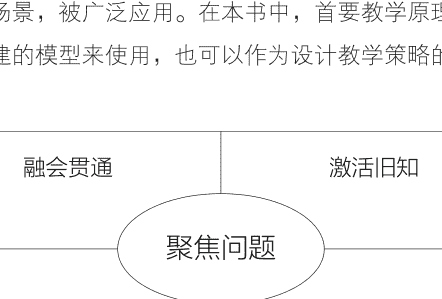 场景，被广泛应用。在本书中，首要教学原理
建的模型来使用，也可以作为设计教学策略的
融会贯通
激活旧知
聚焦问题